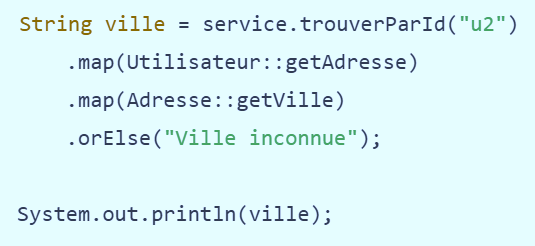 String ville = service.trouverParId("u2")
    .map(Utilisateur::getAdresse)
    .map(Adresse::getVille)
    .orElse("Ville inconnue");

System.out.println(ville);